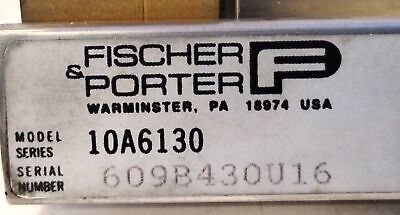 FISCHER
& PORTER
WARMINSTER, PA 18974 USA
MODEL SERIES 10A6130
SERIAL NUMBER 609B430U16